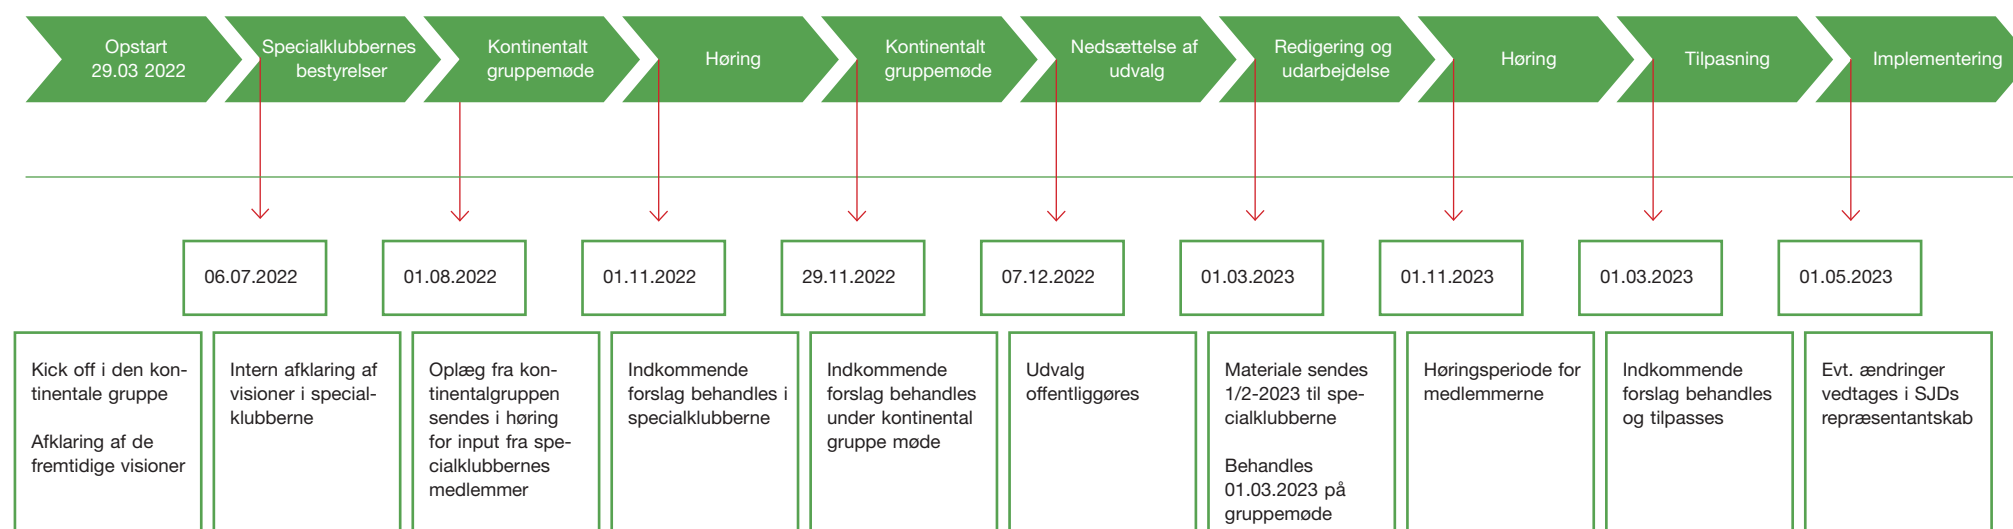 Opstart
29.03 2022
Specialklubbernes
bestyrelser
Kontinentalt
gruppemøde
Høring
Kontinentalt
gruppemøde
Nedsættelse af
udvalg
Redigering og
udarbejdelse
Høring
Tilpasning
Implementering
06.07.2022
01.08.2022
01.11.2022
29.11.2022
07.12.2022
01.03.2023
01.11.2023
01.03.2023
01.05.2023
Kick off i den kon-
tinentale gruppe
Afklaring af de
fremtidige visioner
Intern afklaring af
visioner i special-
klubberne
Oplæg fra kon-
tinentalgruppen
sendes i høring
for input fra spe-
cialklubbernes
medlemmer
Indkommende
forslag behandles i
specialklubberne
Indkommende
forslag behandles
under kontinental
gruppe møde
Udvalg
offentliggøres
Materiale sendes
1/2-2023 til spe-
cialklubberne
Behandles
01.03.2023 på
gruppemøde
Høringsperiode for
medlemmerne
Indkommende
forslag behandles
og tilpasses
Evt. ændringer
vedtages i SJDs
repræsentantskab